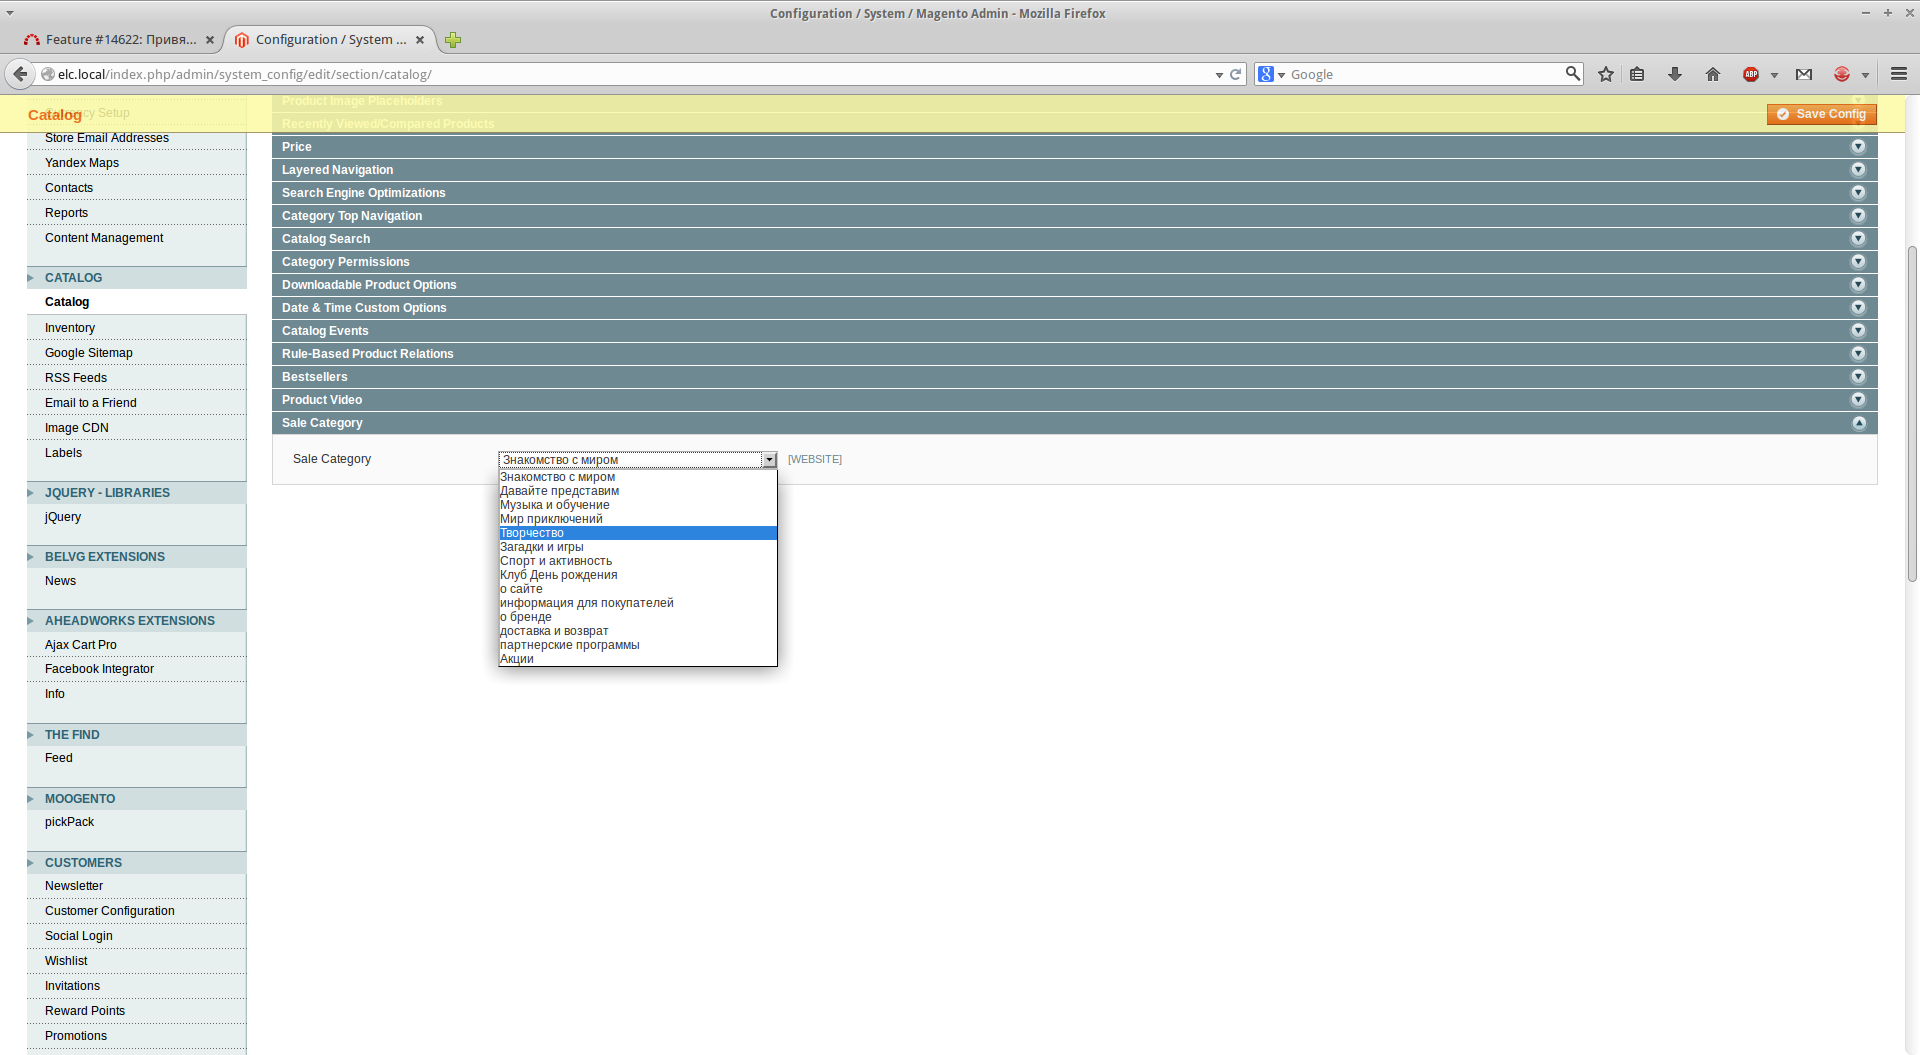 Configuration / System / Magento Admin - Mozilla Firefox
Feature #14622: Привя...
Configuration / System ...
elc.local/index.php/admin/system_config/edit/section/catalog/
Google
ABP
Catalog
Save Config
Currency Setup
Store Email Addresses
Yandex Maps
Contacts
Reports
Content Management
CATALOG
Catalog
Inventory
Google Sitemap
RSS Feeds
Email to a Friend
Image CDN
Labels
JQUERY - LIBRARIES
jQuery
BELVG EXTENSIONS
News
AHEADWORKS EXTENSIONS
Ajax Cart Pro
Facebook Integrator
Info
THE FIND
Feed
MOOGENTO
pickPack
CUSTOMERS
Newsletter
Customer Configuration
Social Login
Wishlist
Invitations
Reward Points
Promotions
Product Image Placeholders
Recently Viewed/Compared Products
Price
Layered Navigation
Search Engine Optimizations
Category Top Navigation
Catalog Search
Category Permissions
Downloadable Product Options
Date & Time Custom Options
Catalog Events
Rule-Based Product Relations
Bestsellers
Product Video
Sale Category
Sale Category
Знакомство с миром
[WEBSITE]
Знакомство с миром
Давайте представим
Музыка и обучение
Мир приключений
Творчество
Загадки и игры
Спорт и активность
Клуб День рождения
о сайте
информация для покупателей
о бренде
доставка и возврат
партнерские программы
Акции